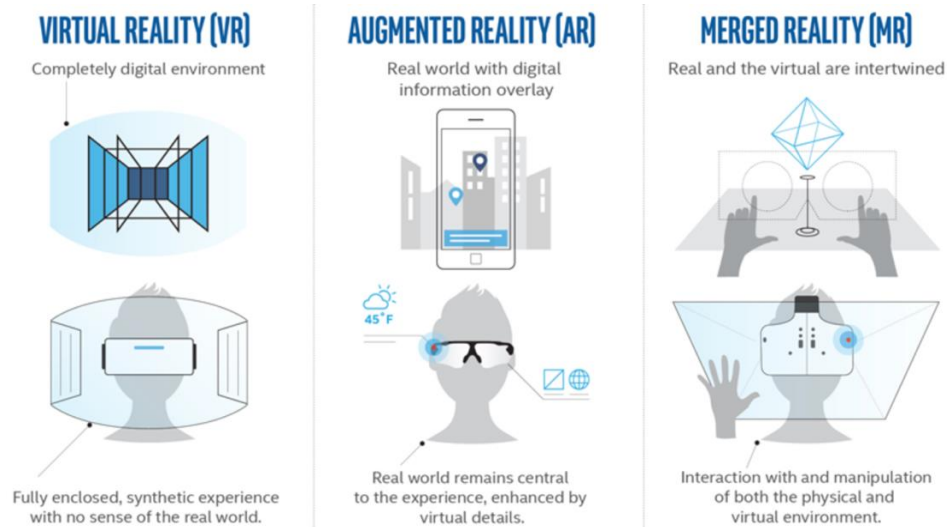 VIRTUAL REALITY (VR)
Completely digital environment
Fully enclosed, synthetic experience
with no sense of the real world.
AUGMENTED REALITY (AR)
Real world with digital
information overlay
45°F
Real world remains central
to the experience, enhanced by
virtual details.
MERGED REALITY (MR)
Real and the virtual are intertwined
Interaction with and manipulation
of both the physical and
virtual environment.